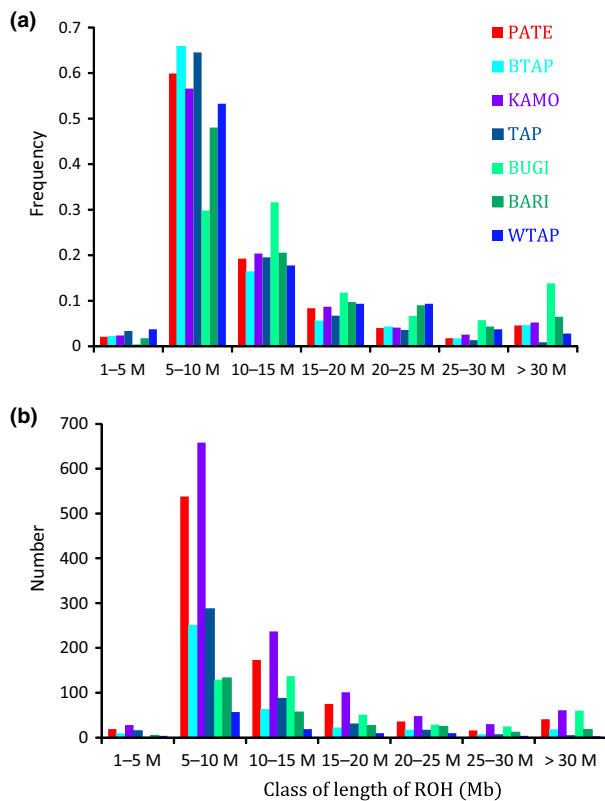 (a)
0.7
0.6
0.5
0.4
0.3
0.2
0.1
0
Frequency
PATE
BTAP
KAMO
TAP
BUGI
BARI
WTAP
1–5 M 5–10 M 10–15 M 15–20 M 20–25 M 25–30 M > 30 M
(b)
700
600
500
400
300
200
100
0
Number
1–5 M 5–10 M 10–15 M 15–20 M 20–25 M 25–30 M > 30 M
Class of length of ROH (Mb)